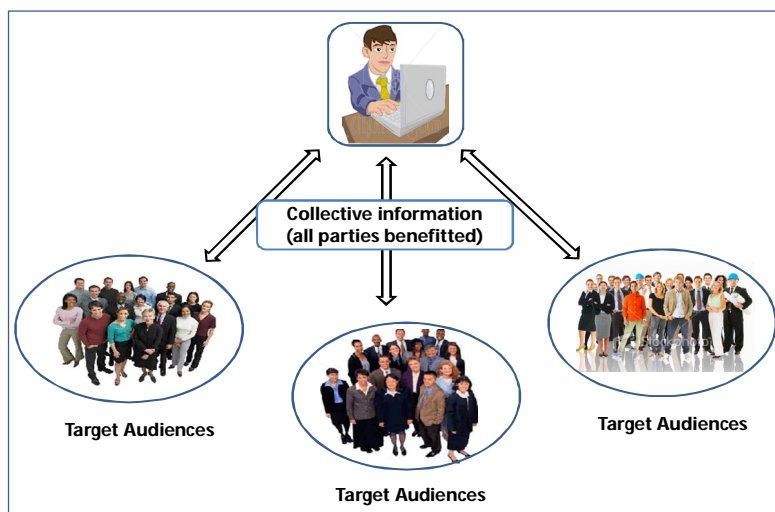 Collective information
(all parties benefitted)
Target Audiences
Target Audiences
Target Audiences